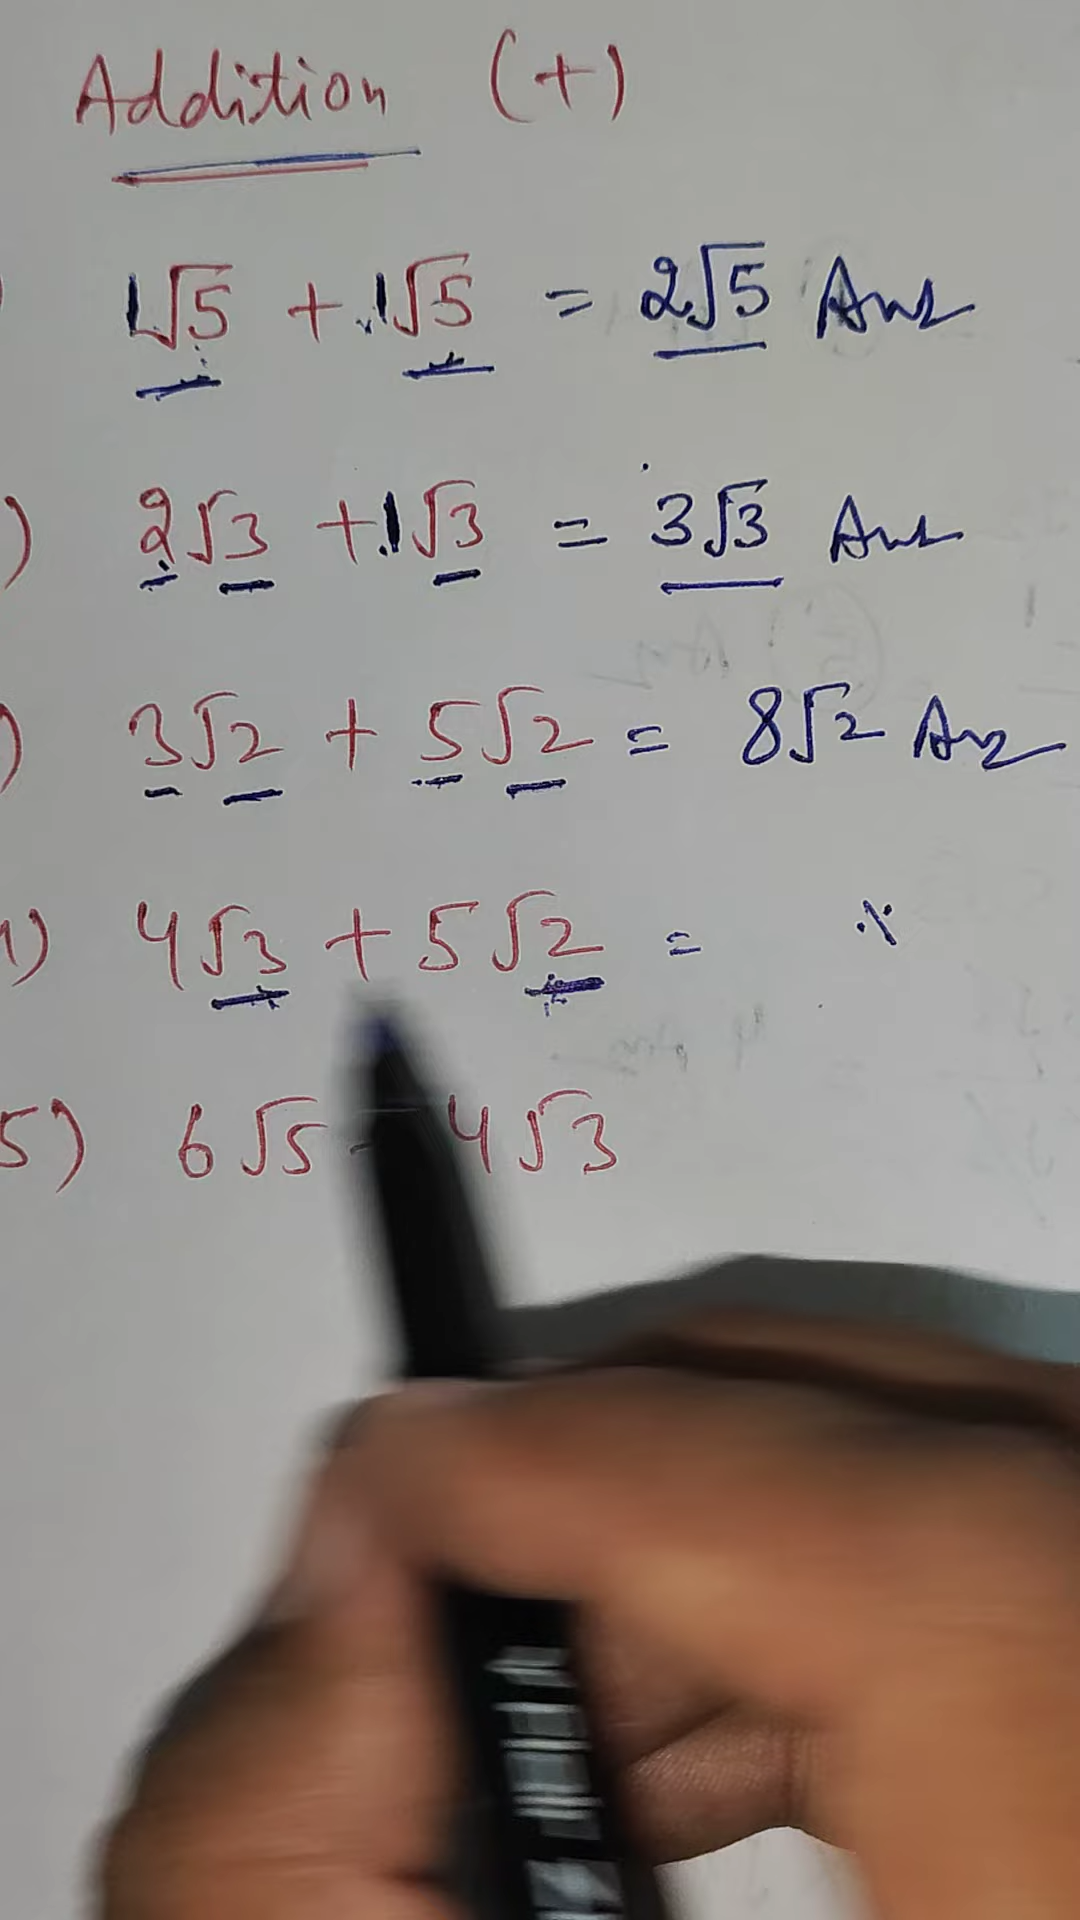 Addition (+)
) 1√5 + 1√5 = 2√5 Ans
) 2√3 + 1√3 = 3√3 Ans
) 3√2 + 5√2 = 8√2 Ans
4) 4√3 + 5√2 =
5) 6√5 - 4√3